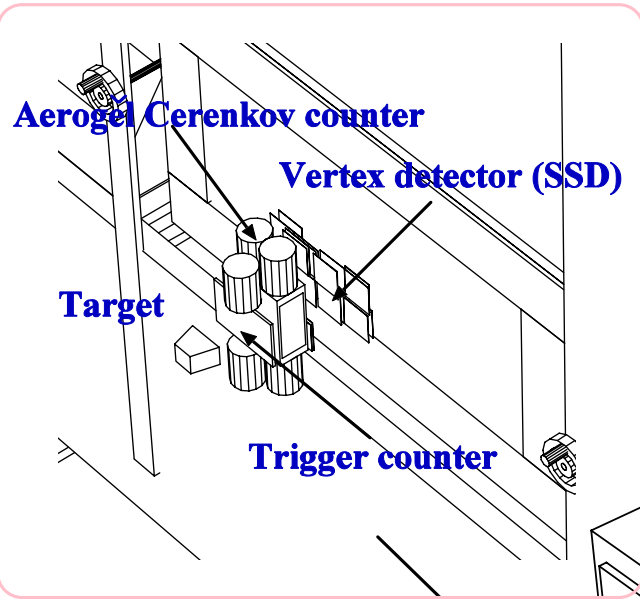 Aerogel Cerenkov counter
Vertex detector (SSD)
Target
Trigger counter